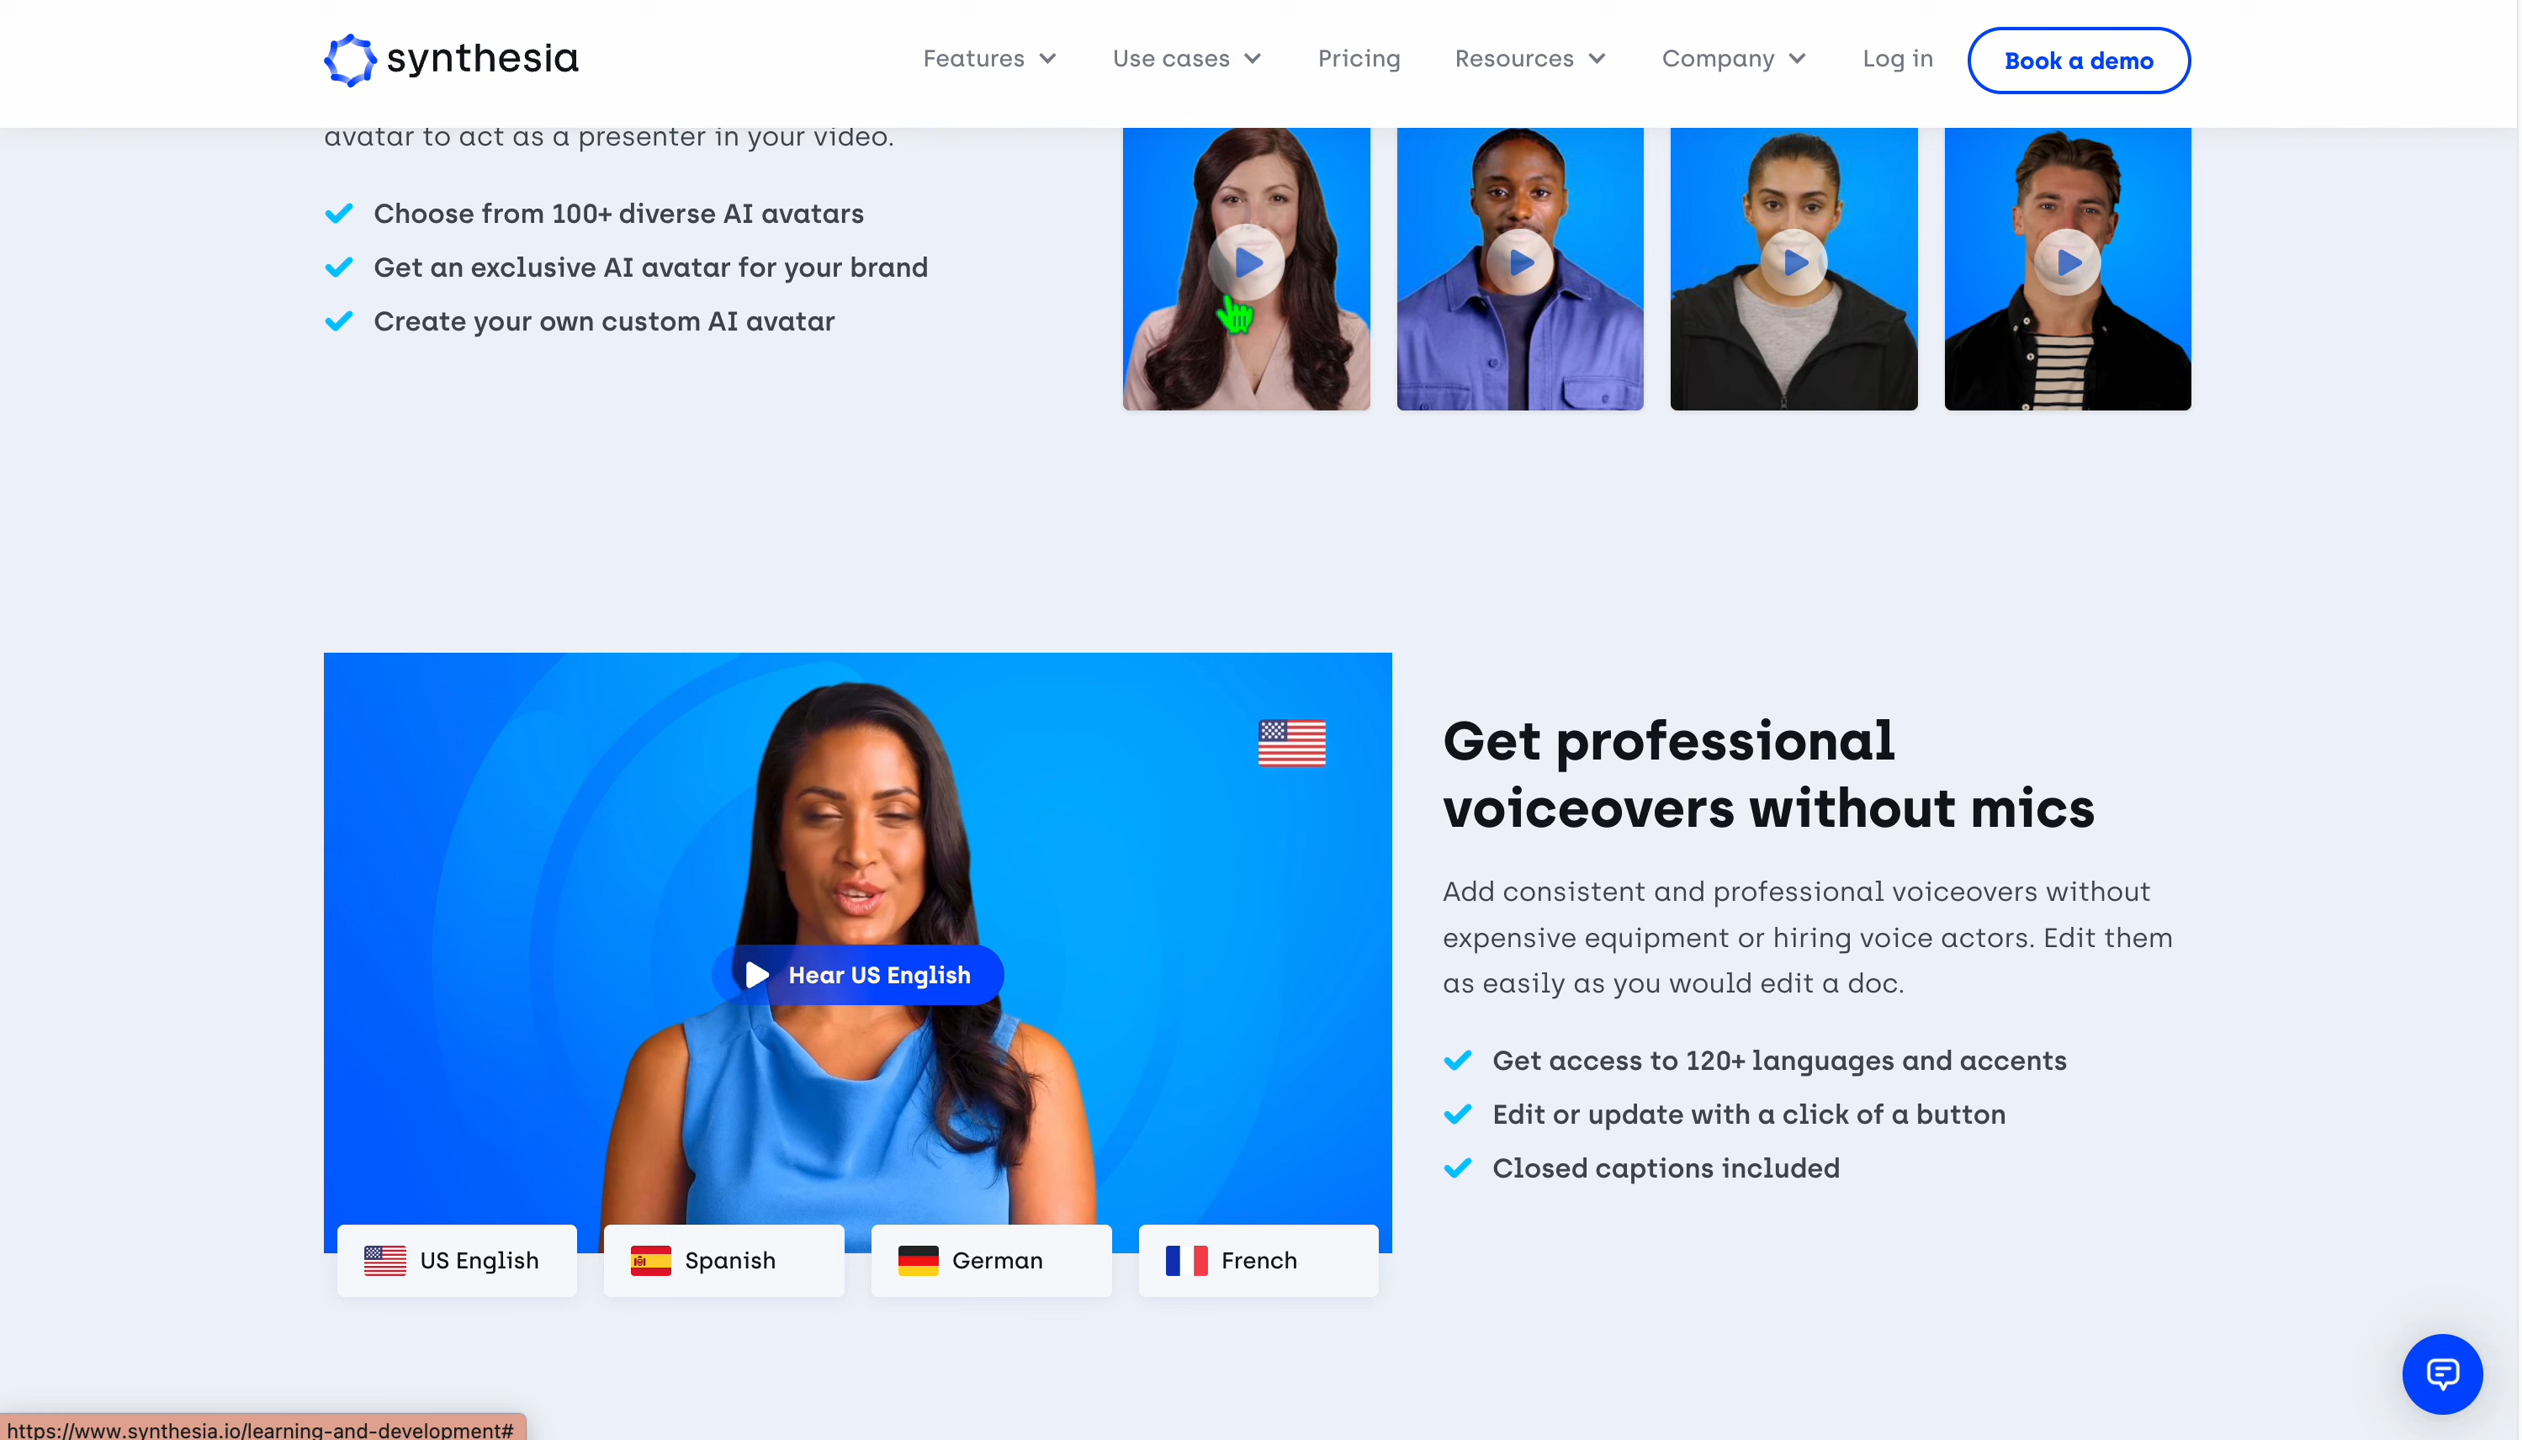 synthesia
Features
Use cases
Pricing
Resources
Company
Log in
Book a demo
avatar to act as a presenter in your video.
Choose from 100+ diverse AI avatars
Get an exclusive AI avatar for your brand
Create your own custom AI avatar
Hear US English
US English
Spanish
German
French
Get professional
voiceovers without mics
Add consistent and professional voiceovers without
expensive equipment or hiring voice actors. Edit them
as easily as you would edit a doc.
Get access to 120+ languages and accents
Edit or update with a click of a button
Closed captions included
https://www.synthesia.io/learning-and-development#